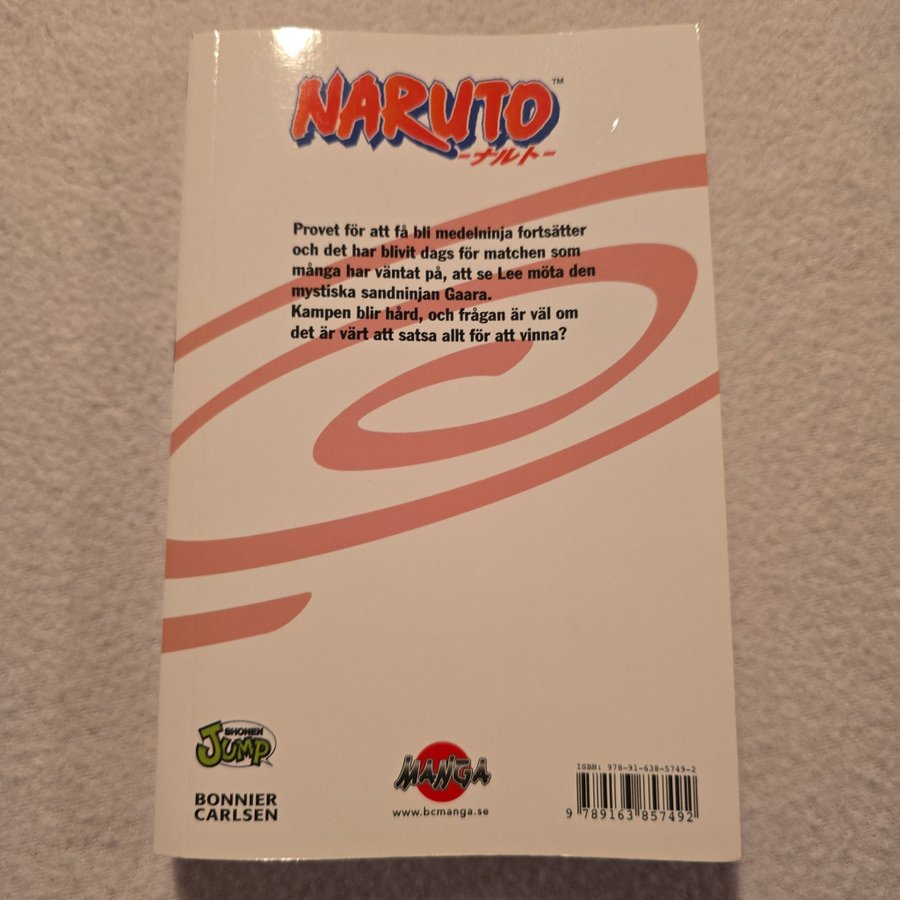 NARUTO™
-ナルト-
Provet för att få bli medelninja fortsätter
och det har blivit dags för matchen som
många har väntat på, att se Lee möta den
mystiska sandninjan Gaara.
Kampen blir hård, och frågan är väl om
det är värt att satsa allt för att vinna?
SHONEN
JUMP
BONNIER
CARLSEN
MANGA
www.bcmanga.se
ISBN: 978-91-638-5749-2
9 789163 857492